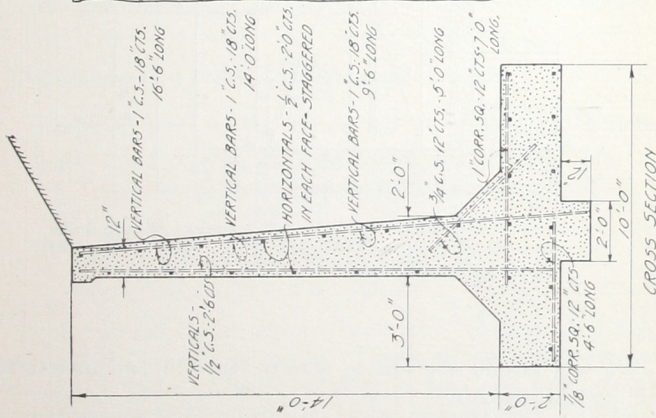 VERTICAL BARS-1" C.S.-18" CTS.
16'-6" LONG
VERTICAL BARS-1" C.S.-18" CTS.
14'-0" LONG
HORIZONTALS-½" C.S.-2'-0" CTS.
IN EACH FACE-STAGGERED
VERTICAL BARS-1" C.S.-18" CTS.
9'-6" LONG
¾" C.S. 12" CTS.-5'-0" LONG
1" CORR. SQ.-12" CTS-7'-0"
LONG.
12"
VERTICALS-
½" C.S.-2'-6" CTS
2'-0"
3'-0"
14'-0"
2'-0"
12"
2'-0"
10'-0"
⅞" CORR. SQ.-12" CTS
4'-6" LONG
CROSS SECTION